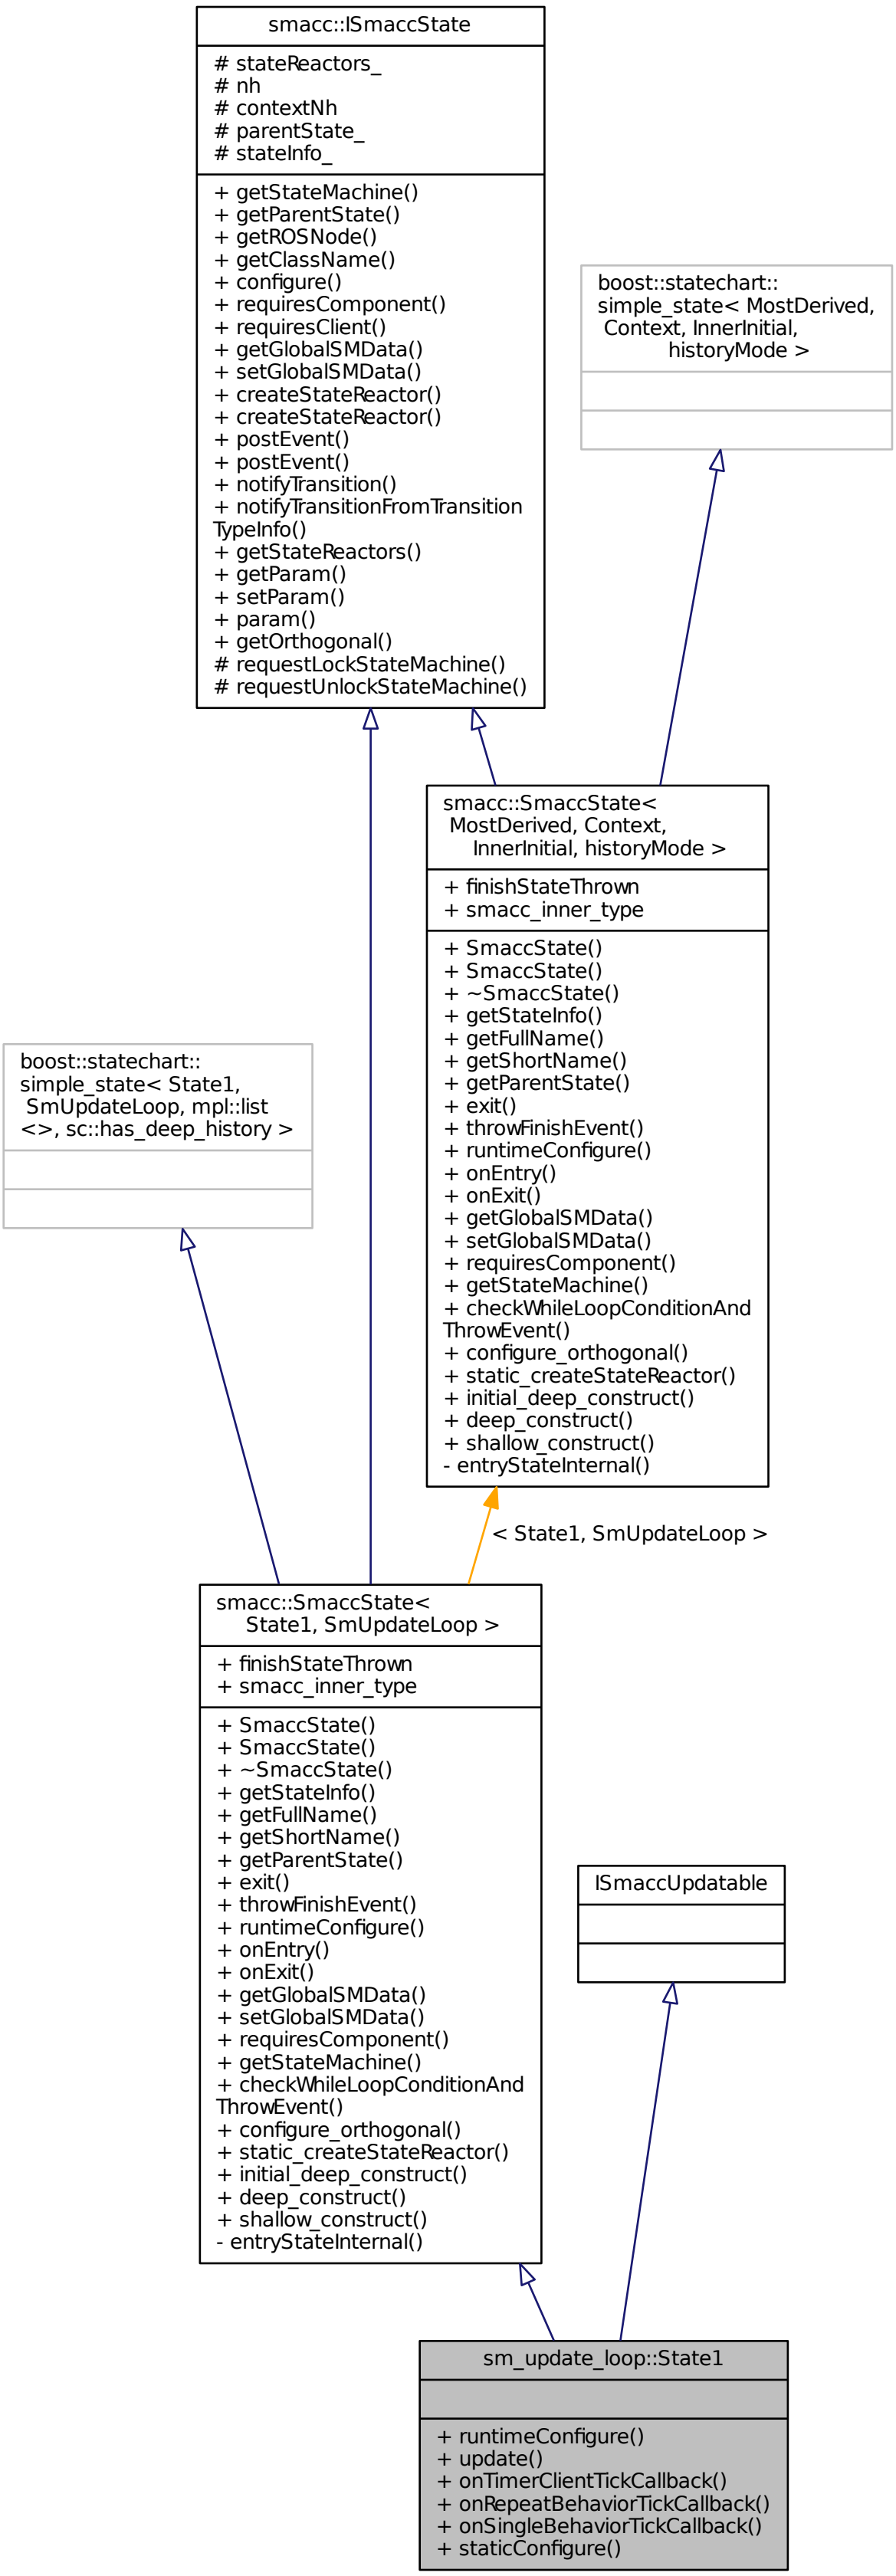 smacc::ISmaccState
# stateReactors_
# nh
# contextNh
# parentState_
# stateInfo_
+ getStateMachine()
+ getParentState()
+ getROSNode()
+ getClassName()
+ configure()
+ requiresComponent()
+ requiresClient()
+ getGlobalSMData()
+ setGlobalSMData()
+ createStateReactor()
+ createStateReactor()
+ postEvent()
+ postEvent()
+ notifyTransition()
+ notifyTransitionFromTransition
TypeInfo()
+ getStateReactors()
+ getParam()
+ setParam()
+ param()
+ getOrthogonal()
# requestLockStateMachine()
# requestUnlockStateMachine()
boost::statechart::
simple_state< MostDerived,
Context, InnerInitial,
historyMode >
smacc::SmaccState<
MostDerived, Context,
InnerInitial, historyMode >
+ finishStateThrown
+ smacc_inner_type
+ SmaccState()
+ SmaccState()
+ ~SmaccState()
+ getStateInfo()
+ getFullName()
+ getShortName()
+ getParentState()
+ exit()
+ throwFinishEvent()
+ runtimeConfigure()
+ onEntry()
+ onExit()
+ getGlobalSMData()
+ setGlobalSMData()
+ requiresComponent()
+ getStateMachine()
+ checkWhileLoopConditionAnd
ThrowEvent()
+ configure_orthogonal()
+ static_createStateReactor()
+ initial_deep_construct()
+ deep_construct()
+ shallow_construct()
- entryStateInternal()
boost::statechart::
simple_state< State1,
SmUpdateLoop, mpl::list
<>, sc::has_deep_history >
< State1, SmUpdateLoop >
smacc::SmaccState<
State1, SmUpdateLoop >
+ finishStateThrown
+ smacc_inner_type
+ SmaccState()
+ SmaccState()
+ ~SmaccState()
+ getStateInfo()
+ getFullName()
+ getShortName()
+ getParentState()
+ exit()
+ throwFinishEvent()
+ runtimeConfigure()
+ onEntry()
+ onExit()
+ getGlobalSMData()
+ setGlobalSMData()
+ requiresComponent()
+ getStateMachine()
+ checkWhileLoopConditionAnd
ThrowEvent()
+ configure_orthogonal()
+ static_createStateReactor()
+ initial_deep_construct()
+ deep_construct()
+ shallow_construct()
- entryStateInternal()
ISmaccUpdatable
sm_update_loop::State1
+ runtimeConfigure()
+ update()
+ onTimerClientTickCallback()
+ onRepeatBehaviorTickCallback()
+ onSingleBehaviorTickCallback()
+ staticConfigure()